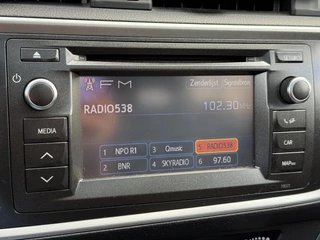 FM Zenderlijst Signaalbron
RADIO538 102.30 MHz
MEDIA
CAR
MAP
1 NPO R1 3 Qmusic 5 RADIO538
2 BNR 4 SKYRADIO 6 97.60